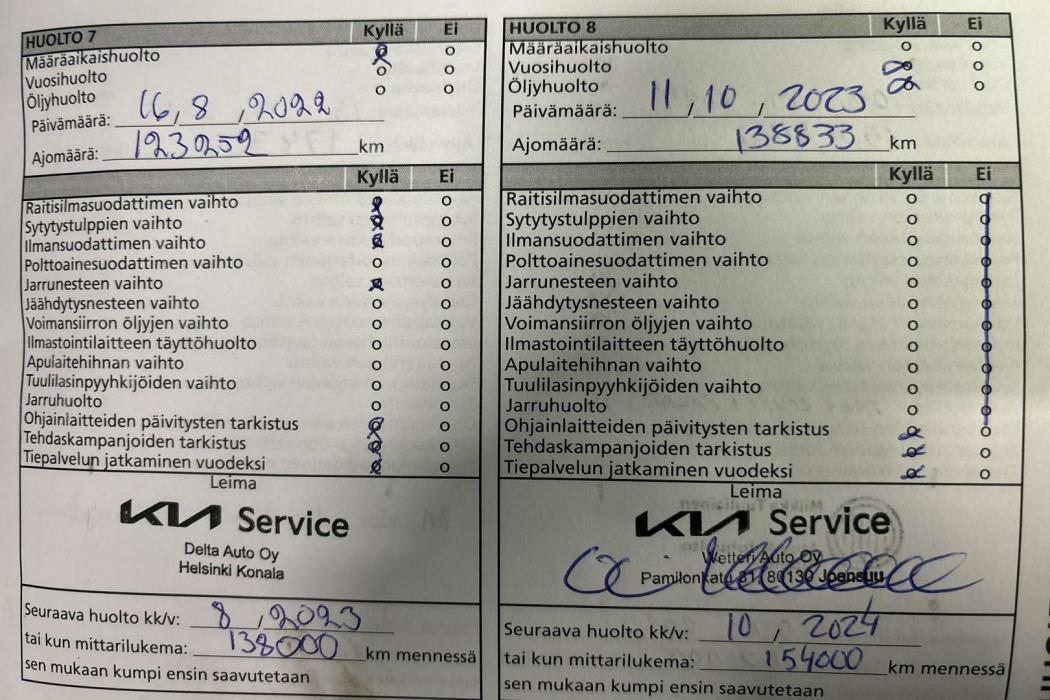 HUOLTO 7 Kyllä Ei
Määräaikaishuolto
Vuosihuolto
Öljyhuolto
Päivämäärä: 16,8 ,2022
Ajomäärä: 123252 km
Kyllä Ei
Raitisilmasuodattimen vaihto
Sytytystulppien vaihto
Ilmansuodattimen vaihto
Polttoainesuodattimen vaihto
Jarrunesteen vaihto
Jäähdytysnesteen vaihto
Voimansiirron öljyjen vaihto
Ilmastointilaitteen täyttöhuolto
Apulaitehihnan vaihto
Tuulilasinpyyhkijöiden vaihto
Jarruhuolto
Ohjainlaitteiden päivitysten tarkistus
Tehdaskampanjoiden tarkistus
Tiepalvelun jatkaminen vuodeksi
Leima
KIA Service
Delta Auto Oy
Helsinki Konala
Seuraava huolto kk/v: 8 ,2023
tai kun mittarilukema: 138000 km mennessä
sen mukaan kumpi ensin saavutetaan
HUOLTO 8 Kyllä Ei
Määräaikaishuolto
Vuosihuolto
Öljyhuolto
Päivämäärä: 11,10 , 2023
Ajomäärä: 138833 km
Kyllä Ei
Raitisilmasuodattimen vaihto
Sytytystulppien vaihto
Ilmansuodattimen vaihto
Polttoainesuodattimen vaihto
Jarrunesteen vaihto
Jäähdytysnesteen vaihto
Voimansiirron öljyjen vaihto
Ilmastointilaitteen täyttöhuolto
Apulaitehihnan vaihto
Tuulilasinpyyhkijöiden vaihto
Jarruhuolto
Ohjainlaitteiden päivitysten tarkistus
Tehdaskampanjoiden tarkistus
Tiepalvelun jatkaminen vuodeksi
Leima
KIA Service
Wetteri Auto Oy
Pamilonkatu 31, 80130 Joensuu
Seuraava huolto kk/v: 10 , 2024
tai kun mittarilukema: 154000 km mennessä
sen mukaan kumpi ensin saavutetaan